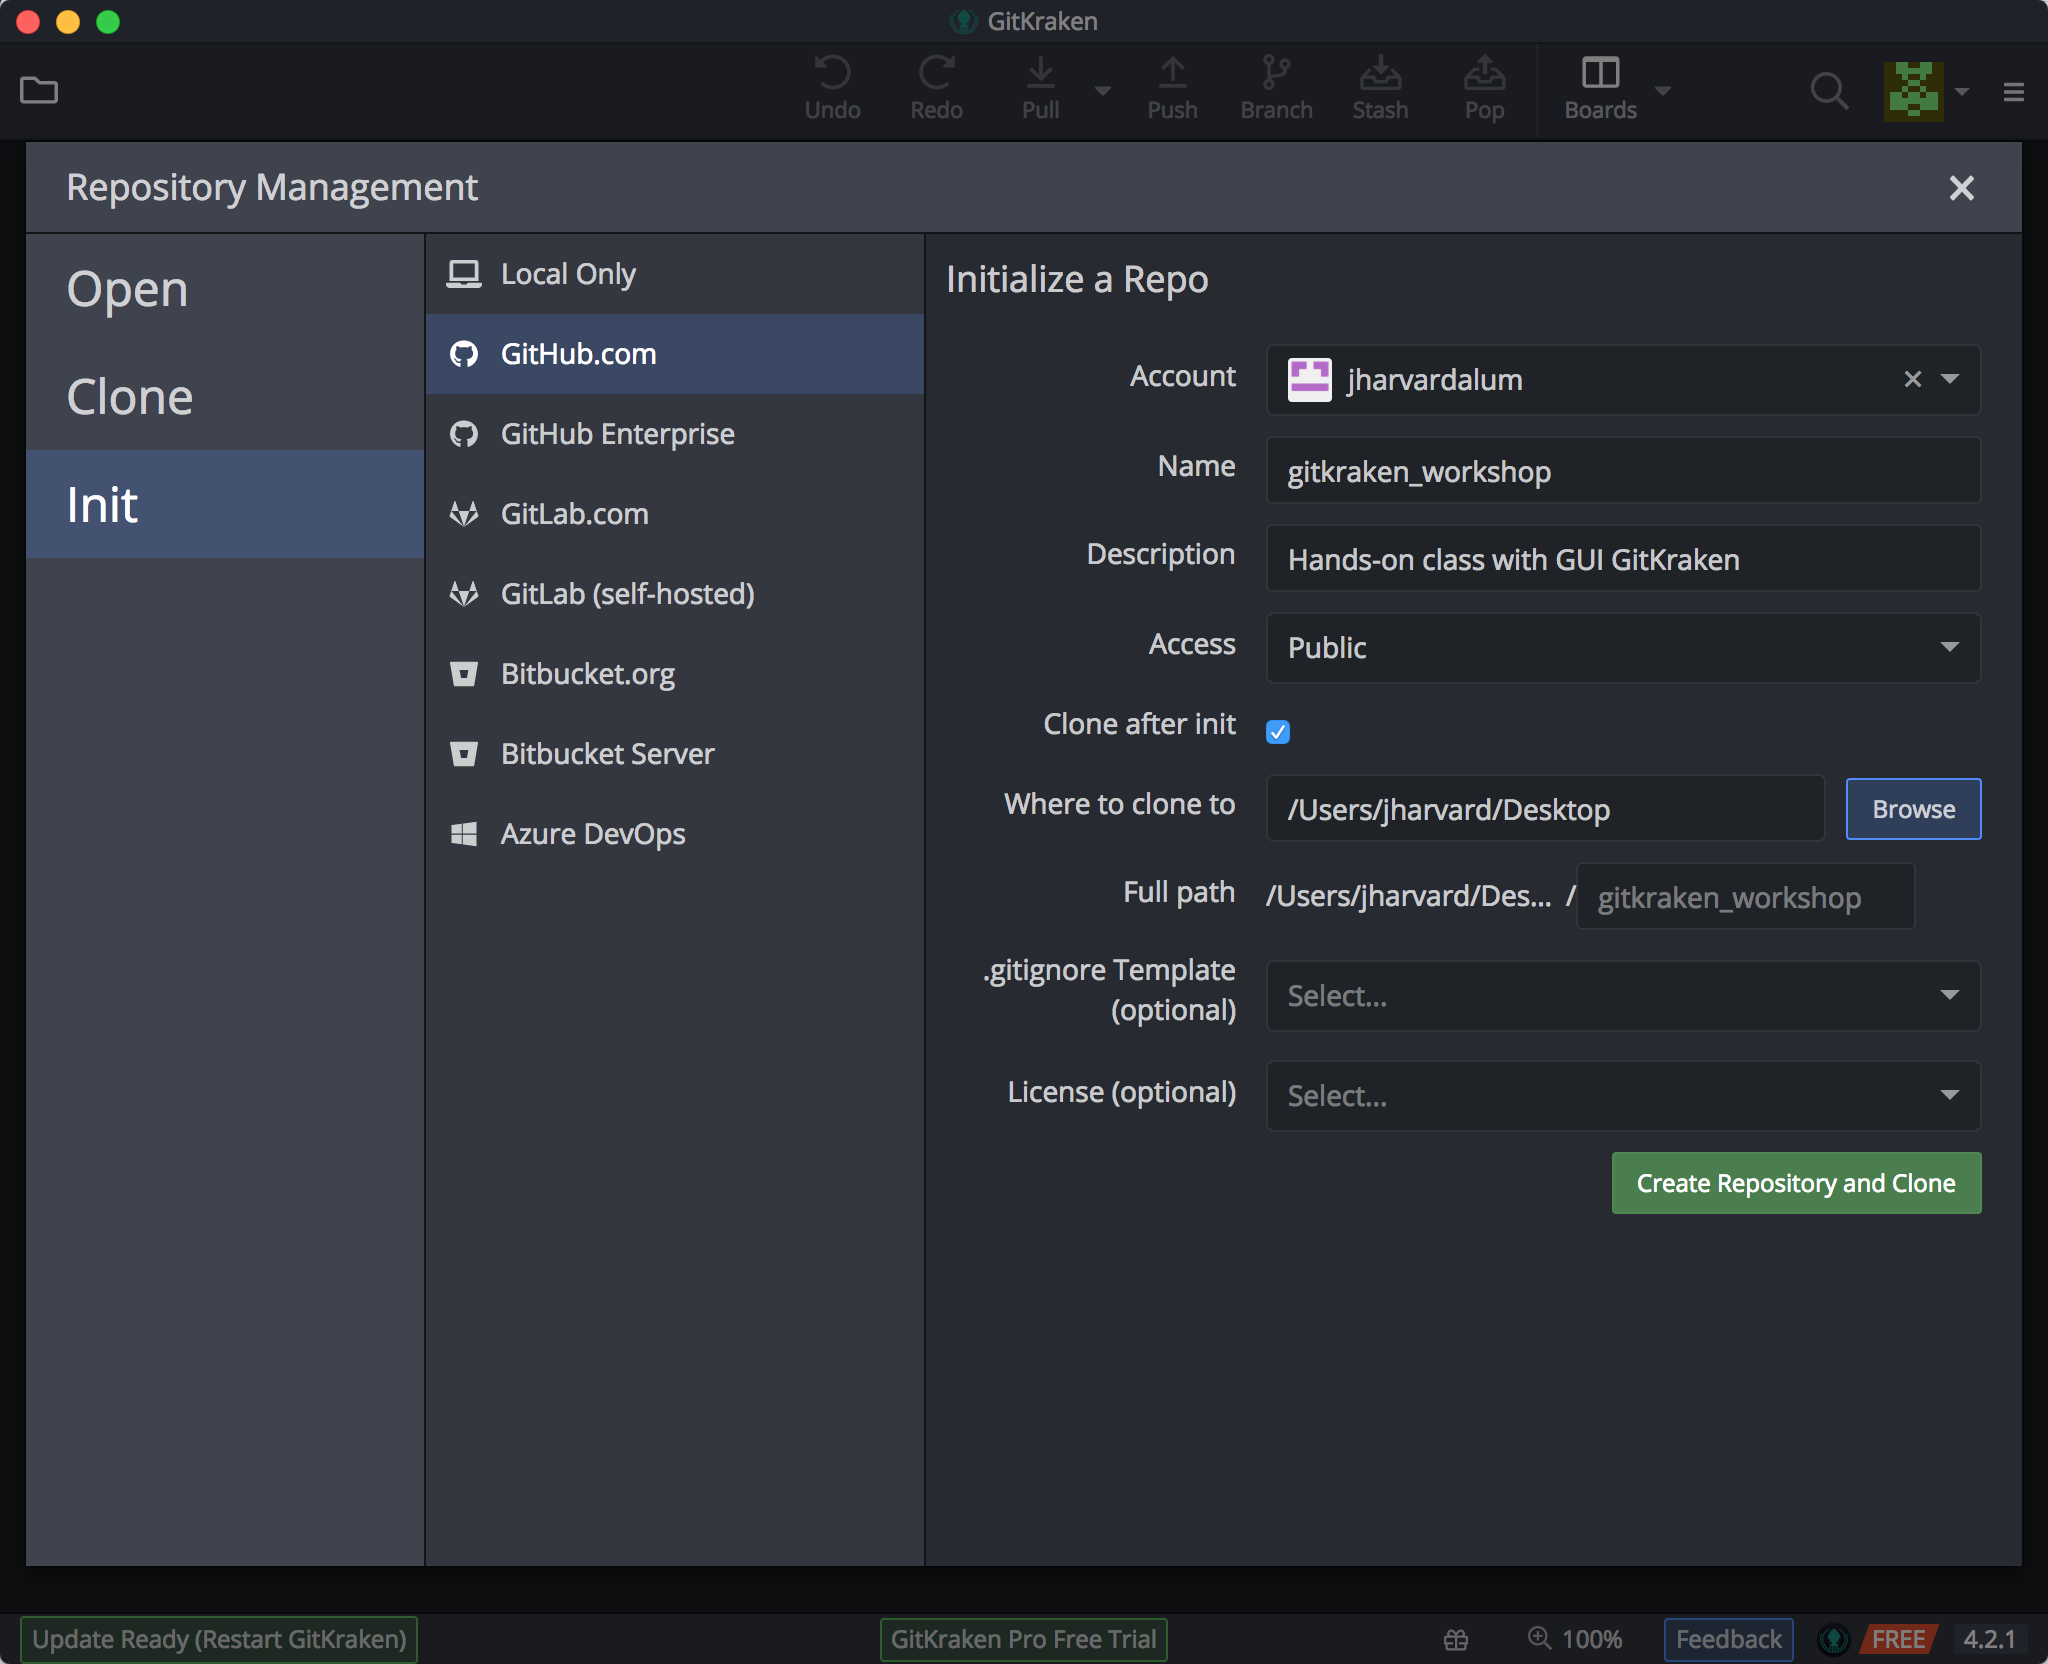 GitKraken
Undo
Redo
Pull
Push
Branch
Stash
Pop
Boards
Repository Management
Open
Clone
Init
Local Only
GitHub.com
GitHub Enterprise
GitLab.com
GitLab (self-hosted)
Bitbucket.org
Bitbucket Server
Azure DevOps
Initialize a Repo
Account jharvardalum
Name gitkraken_workshop
Description Hands-on class with GUI GitKraken
Access Public
Clone after init
Where to clone to /Users/jharvard/Desktop Browse
Full path /Users/jharvard/Des... / gitkraken_workshop
.gitignore Template
(optional)
Select...
License (optional) Select...
Create Repository and Clone
Update Ready (Restart GitKraken)
GitKraken Pro Free Trial
100%
Feedback
FREE
4.2.1